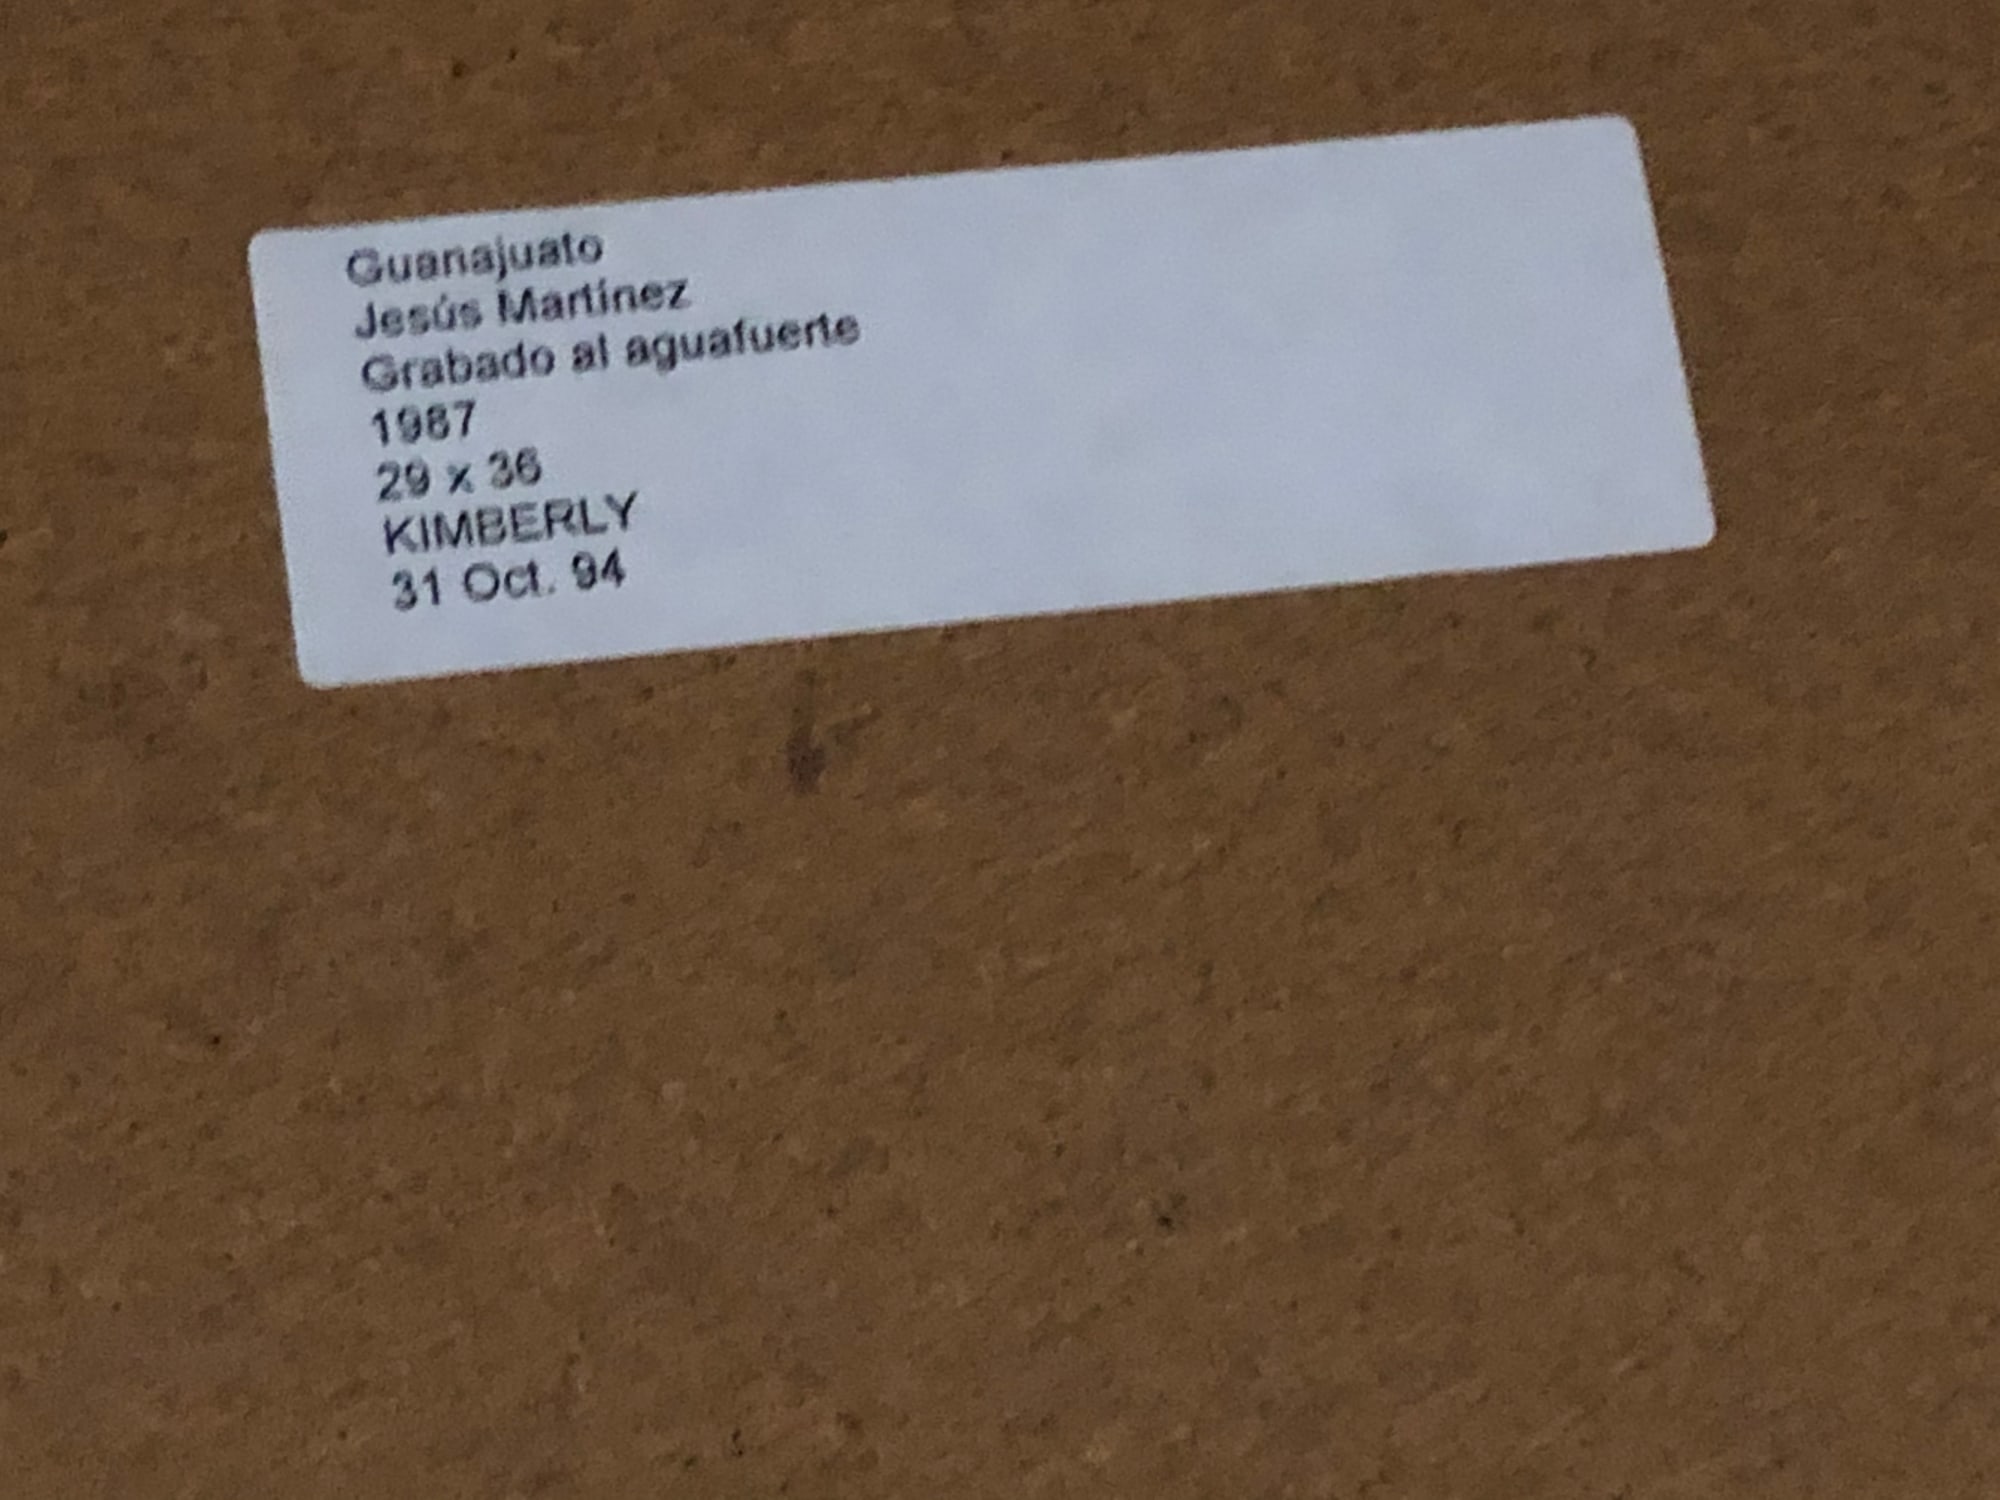 Guanajuato
Jesús Martínez
Grabado al aguafuerte
1987
29 x 36
KIMBERLY
31 Oct. 94